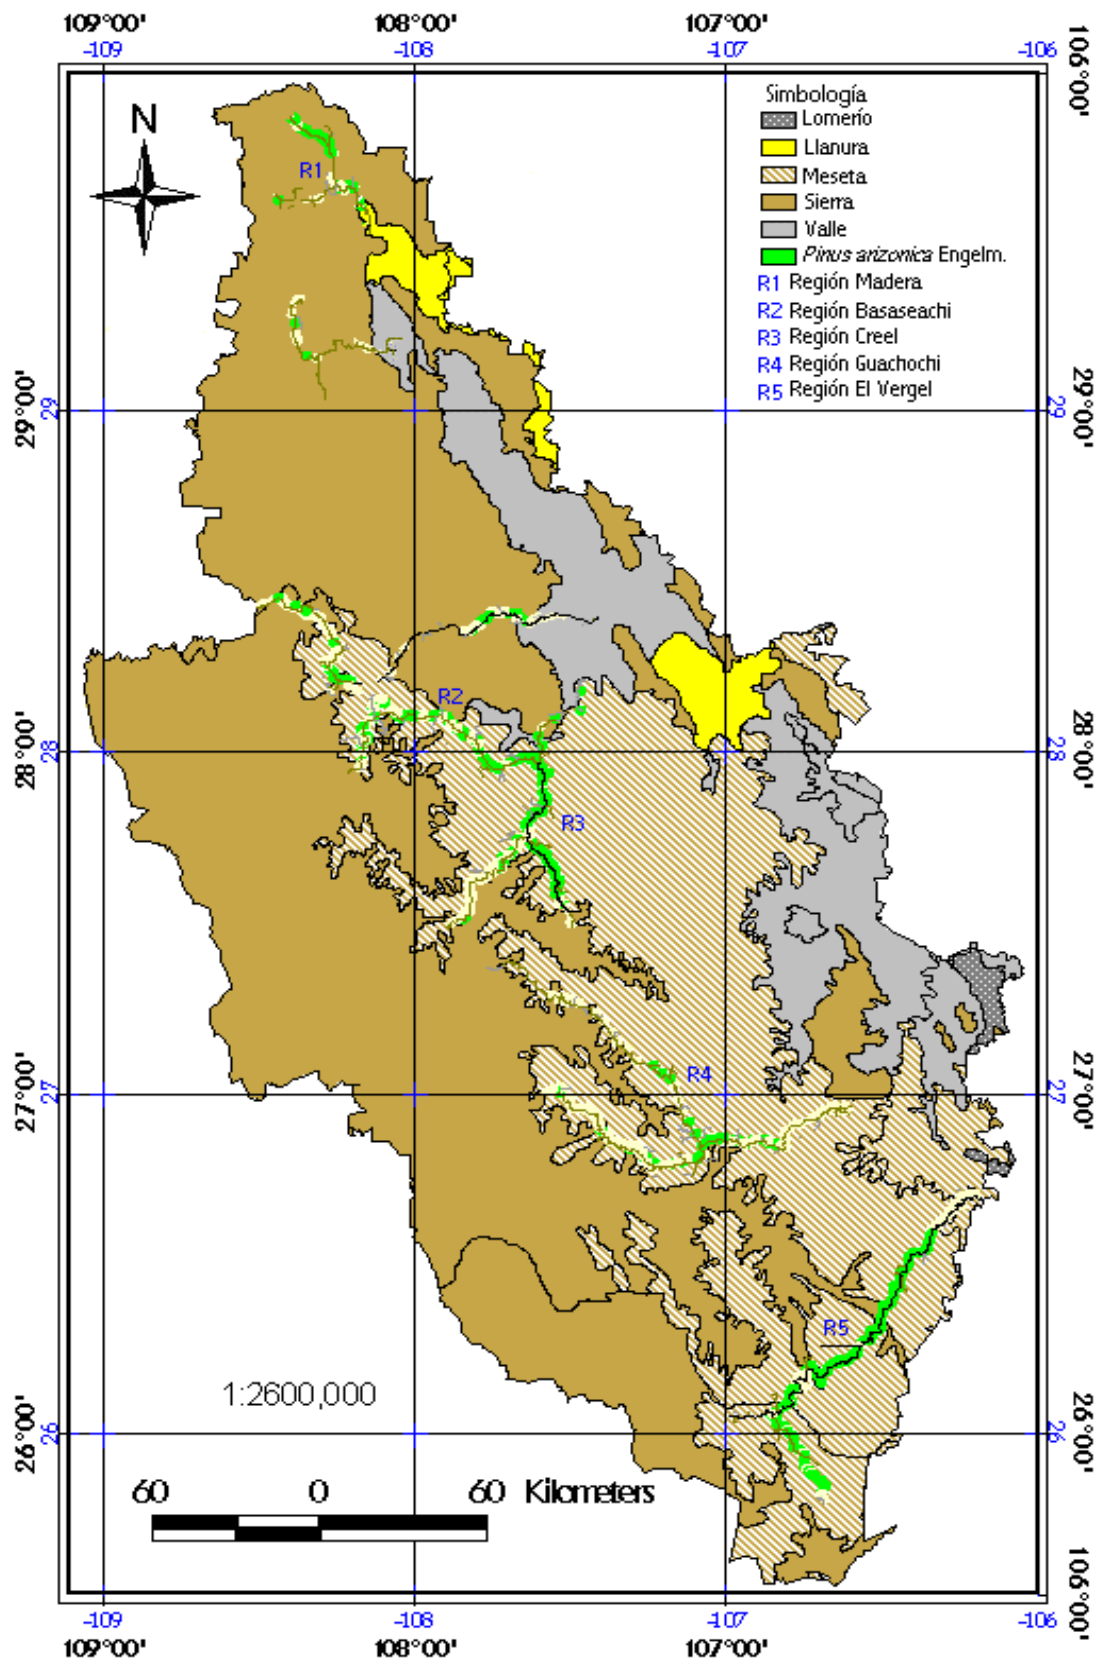 109°00' 108°00' 107°00'
-109 -108 -107 -106
106°00'
N
Simbología
Lomerío
Llanura
Meseta
Sierra
Valle
Pinus arizonica Engelm.
R1 Región Madera
R2 Región Basaseachi
R3 Región Creel
R4 Región Guachochi
R5 Región El Vergel
R1
29°00' 29 29 29°00'
R2
28°00' 28 28 28°00'
R3
R4
27°00' 27 27 27°00'
R5
1:2600,000
26°00' 26 26 26°00'
60 0 60 Kilometers
106°00'
-109 -108 -107 -106
109°00' 108°00' 107°00'